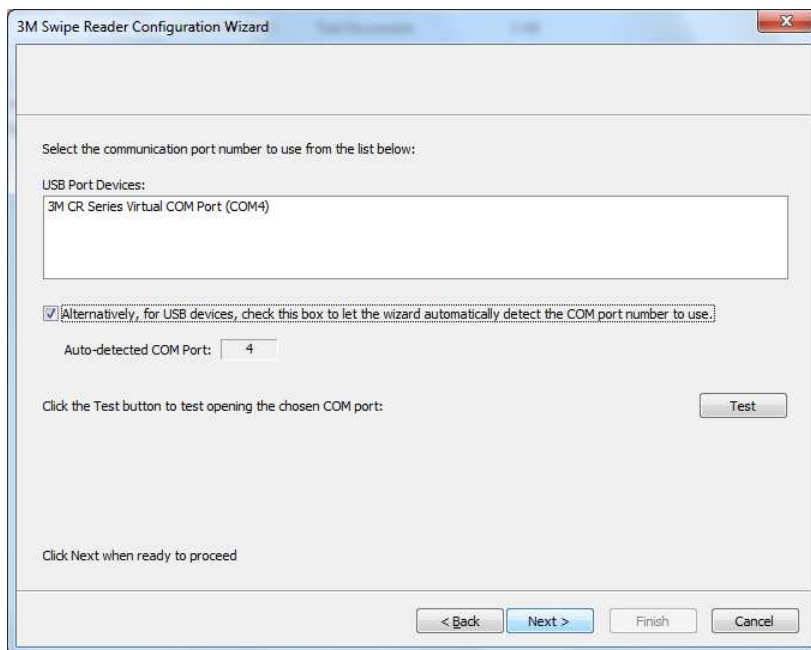 3M Swipe Reader Configuration Wizard
Select the communication port number to use from the list below:
USB Port Devices:
3M CR Series Virtual COM Port (COM4)
Alternatively, for USB devices, check this box to let the wizard automatically detect the COM port number to use.
Auto-detected COM Port: 4
Click the Test button to test opening the chosen COM port: Test
Click Next when ready to proceed
< Back Next > Finish Cancel